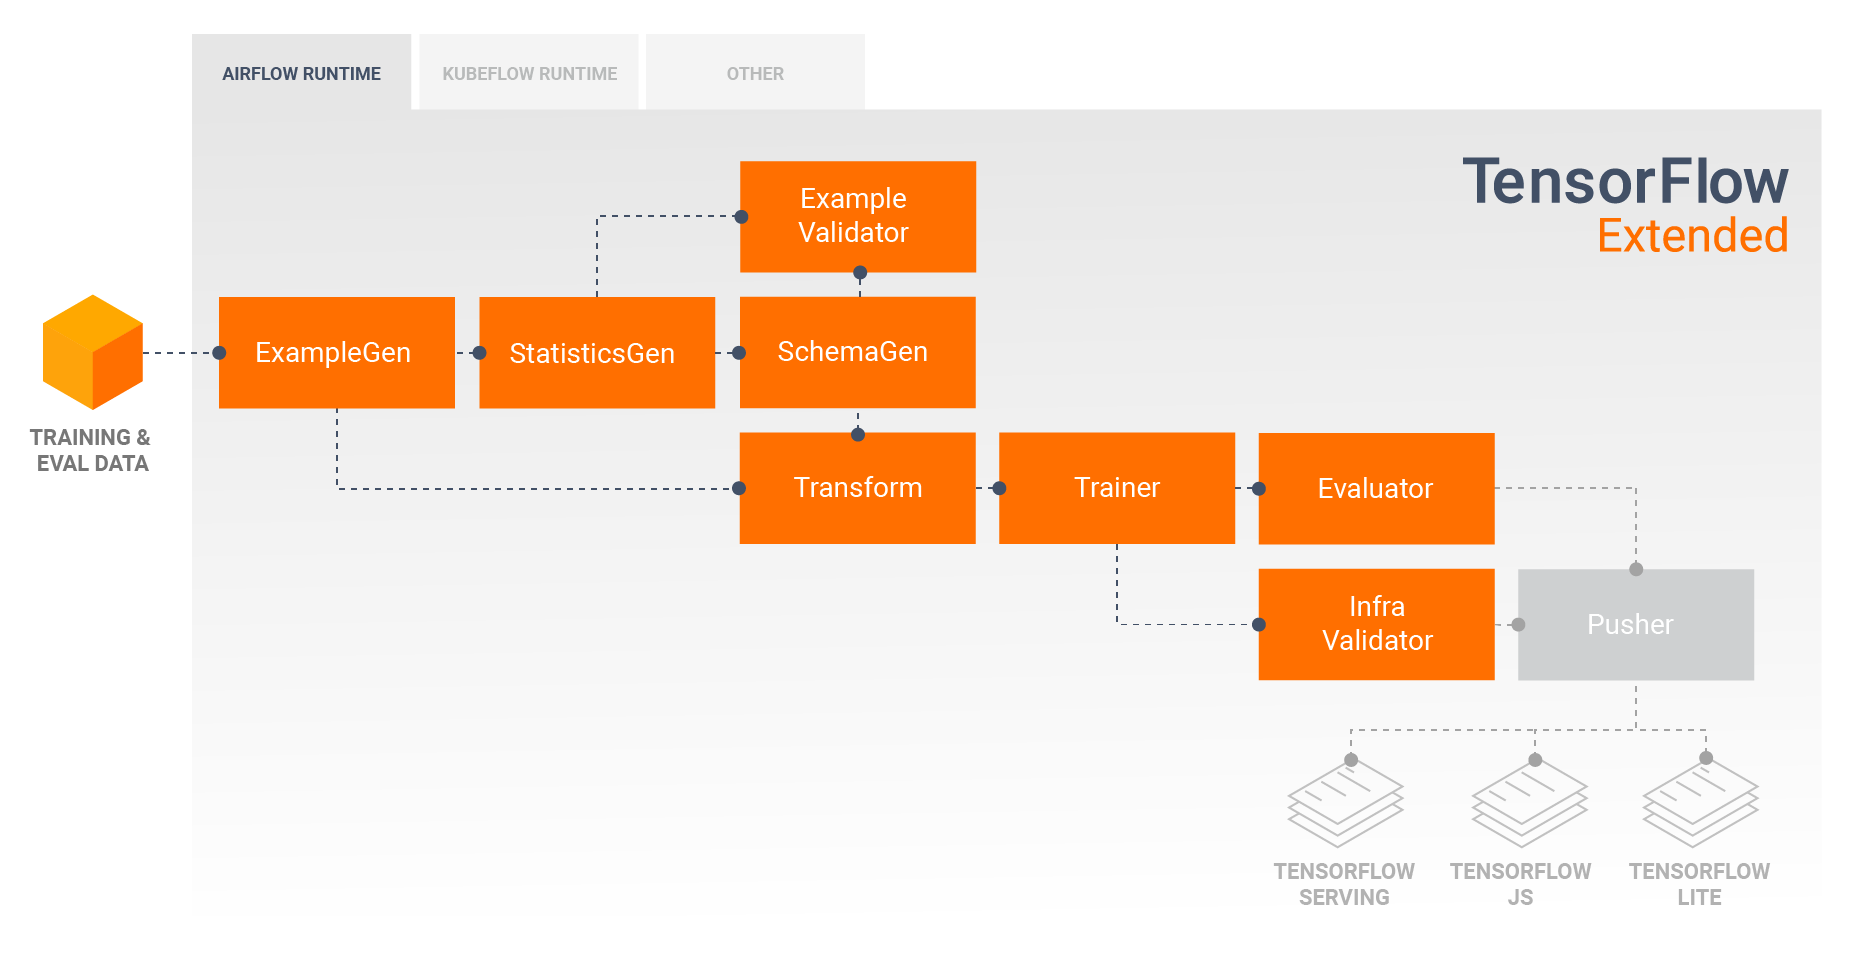 AIRFLOW RUNTIME
KUBEFLOW RUNTIME
OTHER
TensorFlow
Extended
Example
Validator
ExampleGen
StatisticsGen
SchemaGen
TRAINING &
EVAL DATA
Transform
Trainer
Evaluator
Infra
Validator
Pusher
TENSORFLOW
SERVING
TENSORFLOW
JS
TENSORFLOW
LITE